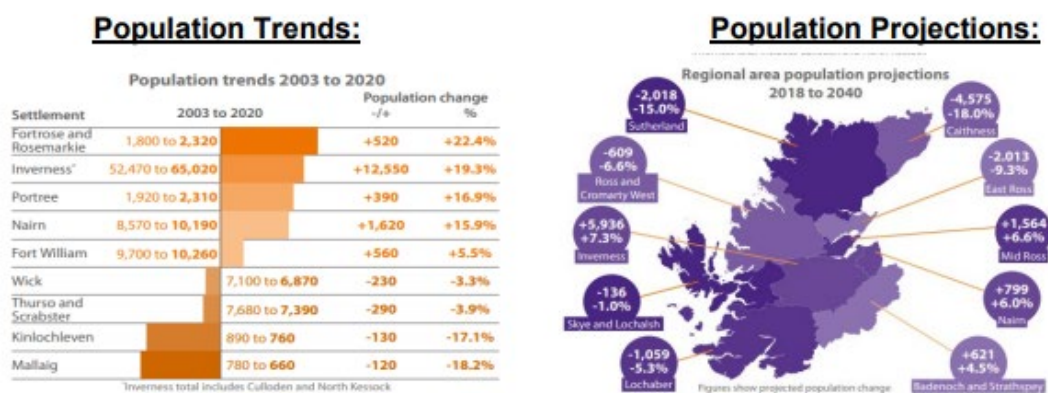 Population Trends:
Population trends 2003 to 2020
Population change
Settlement 2003 to 2020 -/+ %
Fortrose and
Rosemarkie 1,800 to 2,320 +520 +22.4%
Inverness* 52,470 to 65,020 +12,550 +19.3%
Portree 1,920 to 2,310 +390 +16.9%
Nairn 8,570 to 10,190 +1,620 +15.9%
Fort William 9,700 to 10,260 +560 +5.5%
Wick 7,100 to 6,870 -230 -3.3%
Thurso and
Scrabster 7,680 to 7,390 -290 -3.9%
Kinlochleven 890 to 760 -130 -17.1%
Mallaig 780 to 660 -120 -18.2%
*Inverness total includes Culloden and North Kessock
Population Projections:
Regional area population projections
2018 to 2040
-2,018
-15.0%
Sutherland
-4,575
-18.0%
Caithness
-609
-6.6%
Ross and
Cromarty West
-2.013
-9.3%
East Ross
+5,936
+7.3%
Inverness
+1,564
+6.6%
Mid Ross
-136
-1.0%
Skye and Lochalsh
+799
+6.0%
Nairn
-1,059
-5.3%
Lochaber
+621
+4.5%
Badenoch and Strathspey
Figures show projected population change